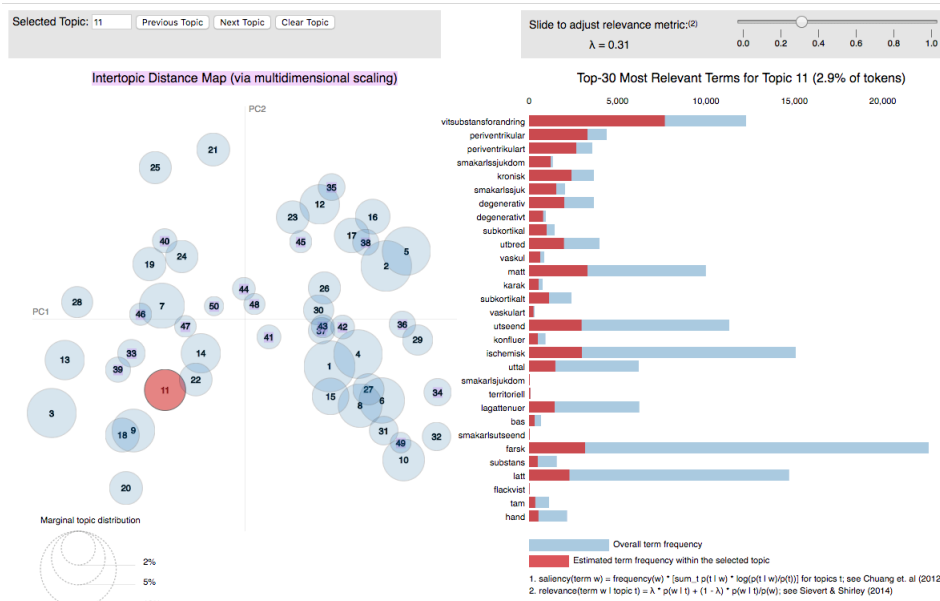 Selected Topic: 11 Previous Topic Next Topic Clear Topic
Slide to adjust relevance metric:(2)
λ = 0.31
0.0 0.2 0.4 0.6 0.8 1.0
Intertopic Distance Map (via multidimensional scaling)
PC2
PC1
21
25
35
12
23
16
17
38
45
5
2
40
24
19
44
26
28
7
50
48
30
46
47
43
42
36
41
29
33
14
4
13
39
1
22
11
27
34
15
8
6
3
9
18
31
32
49
10
20
Marginal topic distribution
2%
5%
Top-30 Most Relevant Terms for Topic 11 (2.9% of tokens)
0 5,000 10,000 15,000 20,000
vitsubstansforandring
periventrikular
periventrikulart
smakarlssjukdom
kronisk
smakarlssjuk
degenerativ
degenerativt
subkortikal
utbred
vaskul
matt
karak
subkortikalt
vaskulart
utseend
konfluer
ischemisk
uttal
smakarlsjukdom
territoriell
lagattenuer
bas
smakarlsutseend
farsk
substans
latt
flackvist
tam
hand
Overall term frequency
Estimated term frequency within the selected topic
1. saliency(term w) = frequency(w) * [sum_t p(t | w) * log(p(t | w)/p(t))] for topics t; see Chuang et. al (2012
2. relevance(term w | topic t) = λ * p(w | t) + (1 - λ) * p(w | t)/p(w); see Sievert & Shirley (2014)